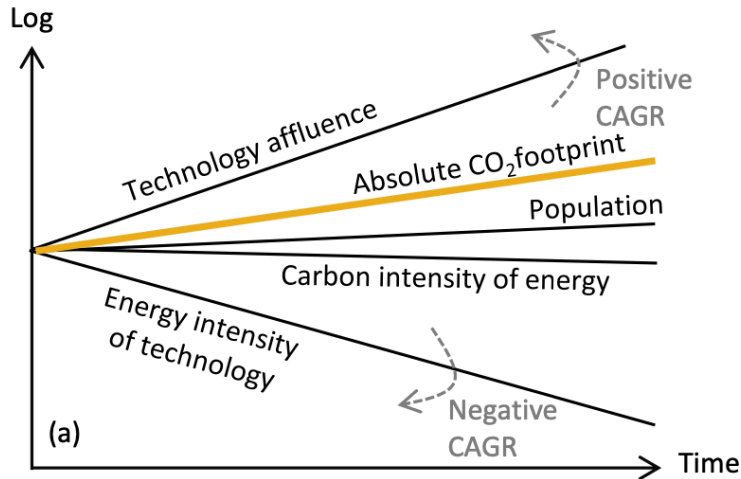 Log
Positive
CAGR
Technology affluence
Absolute CO₂footprint
Population
Carbon intensity of energy
Energy intensity
of technology
Negative
CAGR
(a)
Time